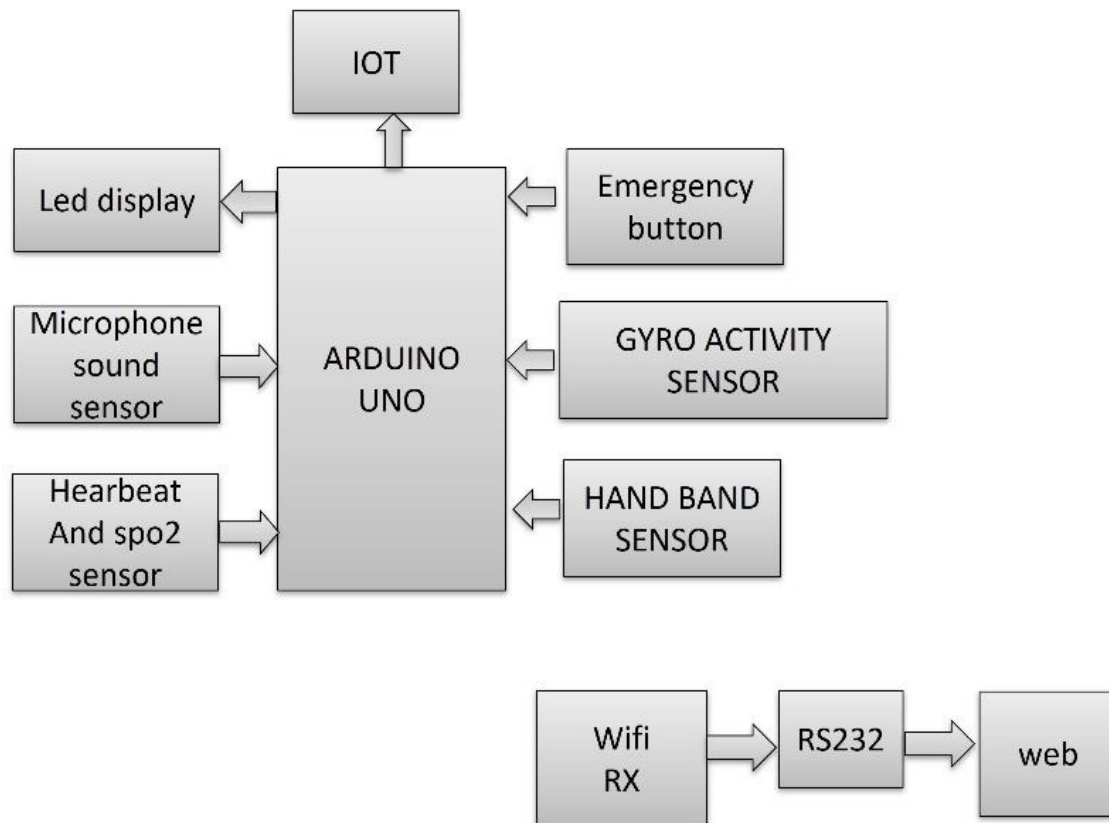 IOT
Led display
Emergency
button
Microphone
sound
sensor
ARDUINO
UNO
GYRO ACTIVITY
SENSOR
Hearbeat
And spo2
sensor
HAND BAND
SENSOR
Wifi
RX
RS232
web